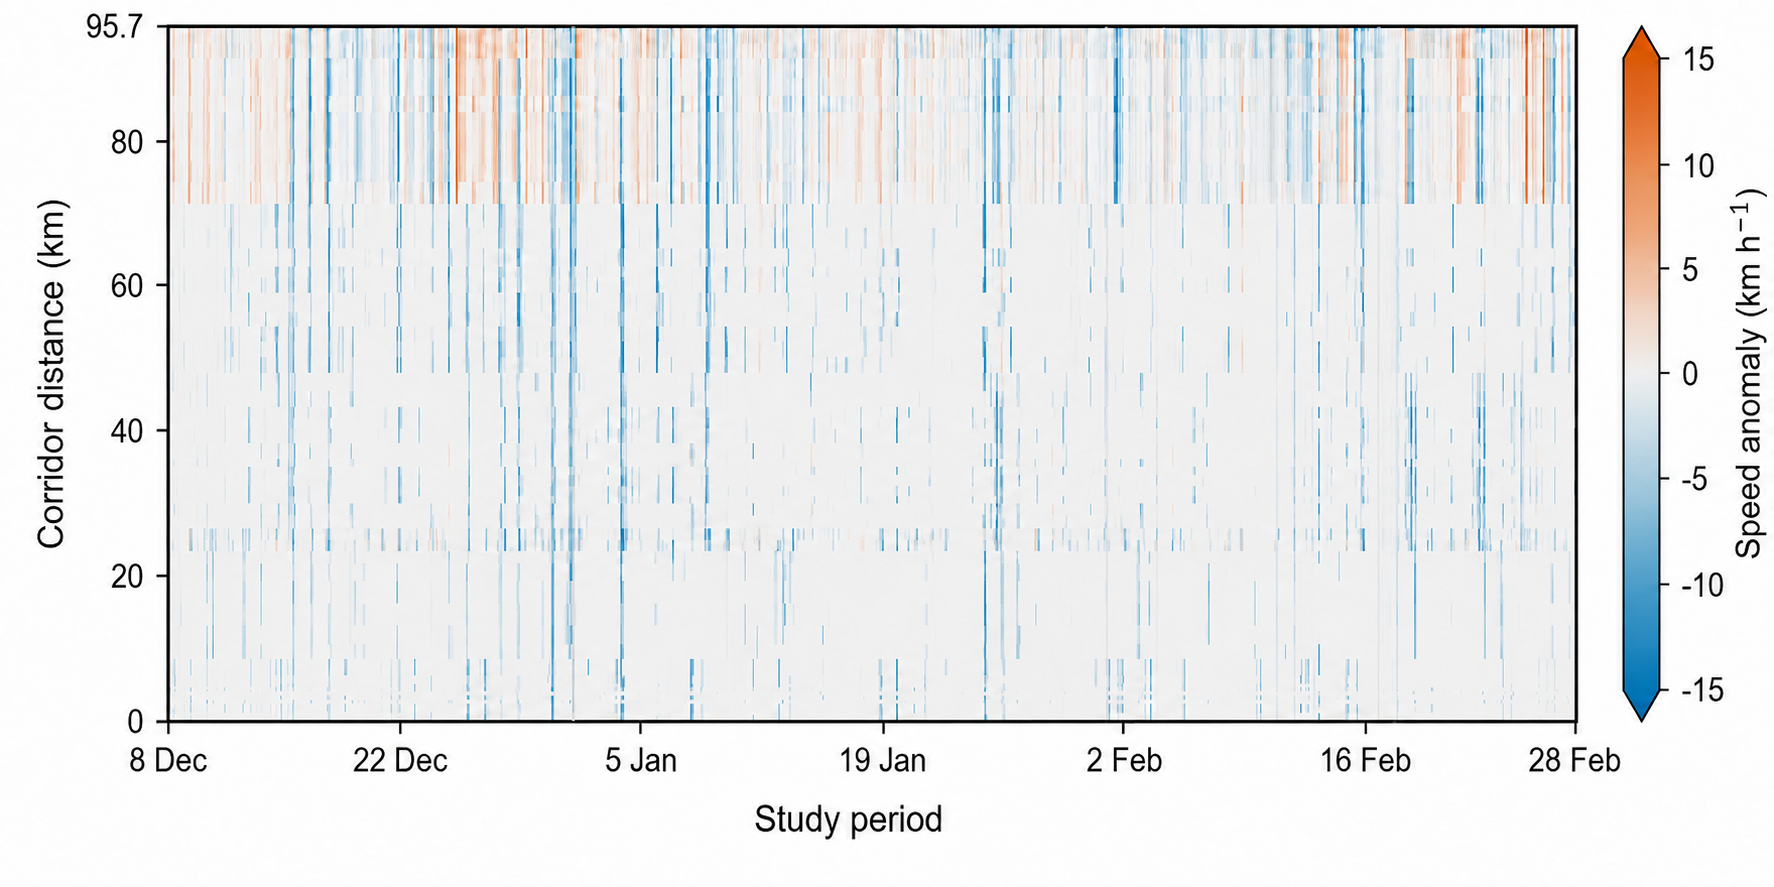 95.7
80
60
40
20
0
Corridor distance (km)
8 Dec
22 Dec
5 Jan
19 Jan
2 Feb
16 Feb
28 Feb
Study period
15
10
5
0
-5
-10
-15
Speed anomaly (km h⁻¹)